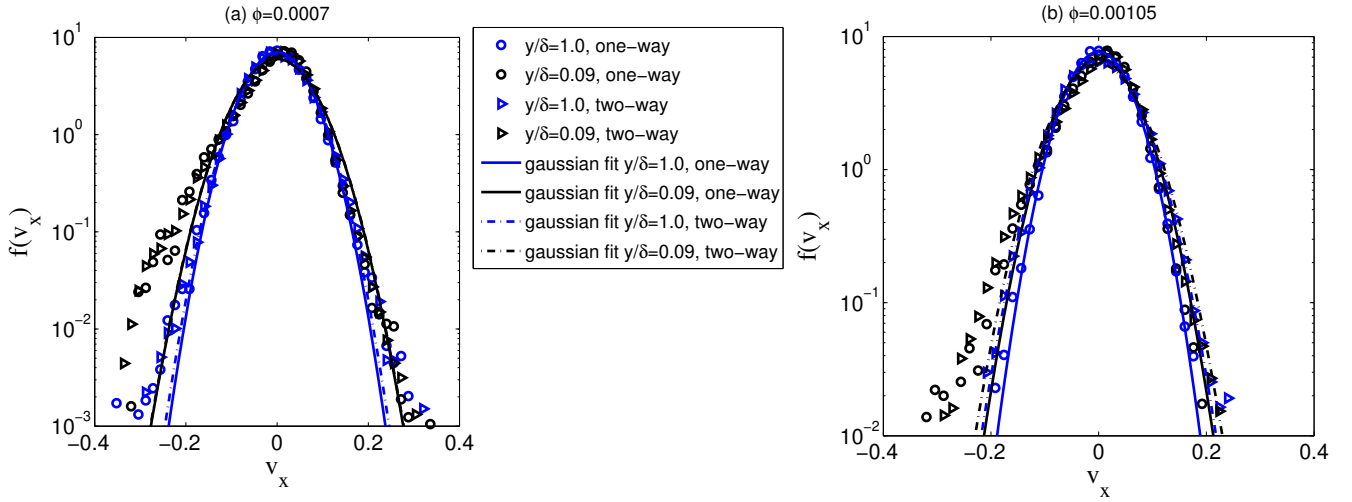 (a) ϕ=0.0007
10¹
10⁰
10⁻¹
10⁻²
10⁻³
f(vₓ)
−0.4 −0.2 0 0.2 0.4
vₓ
y/δ=1.0, one−way
y/δ=0.09, one−way
y/δ=1.0, two−way
y/δ=0.09, two−way
gaussian fit y/δ=1.0, one−way
gaussian fit y/δ=0.09, one−way
gaussian fit y/δ=1.0, two−way
gaussian fit y/δ=0.09, two−way
(b) ϕ=0.00105
10¹
10⁰
10⁻¹
10⁻²
f(vₓ)
−0.4 −0.2 0 0.2 0.4
vₓ